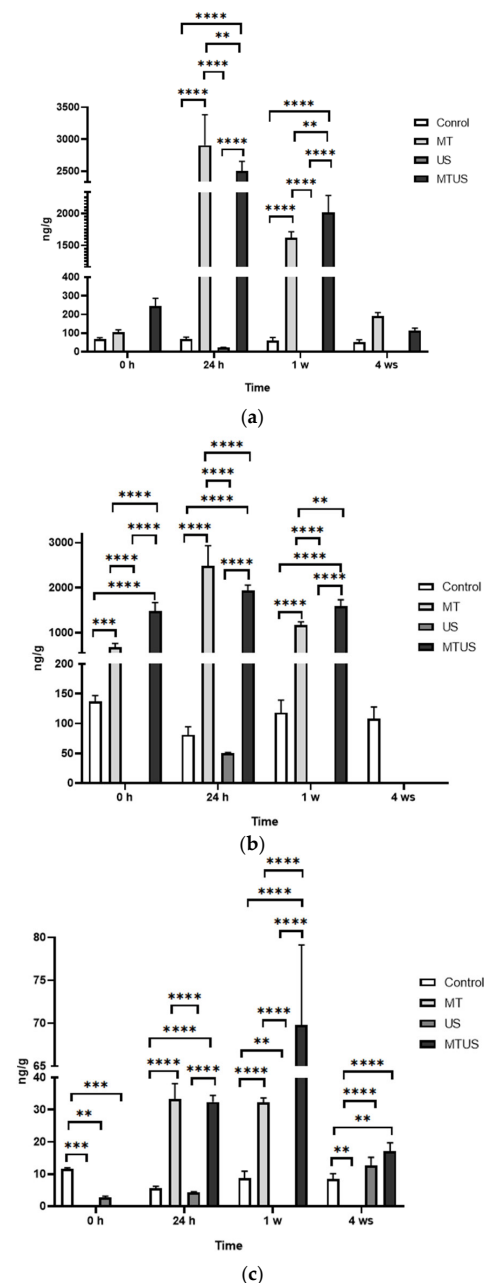 ****
**
****
****
****
****
**
****
****
****
3500
3000
2500
2000
1500
400
300
200
100
0
ng/g
Conrol
MT
US
MTUS
0 h
24 h
1 w
4 ws
Time
(a)
****
****
****
****
****
****
***
****
****
****
**
****
****
****
****
3000
2000
1000
200
150
100
50
0
ng/g
Control
MT
US
MTUS
0 h
24 h
1 w
4 ws
Time
(b)
****
****
****
****
**
****
****
****
****
****
***
**
***
****
****
**
**
80
75
70
65
40
30
20
10
0
ng/g
Control
MT
US
MTUS
0 h
24 h
1 w
4 ws
Time
(c)